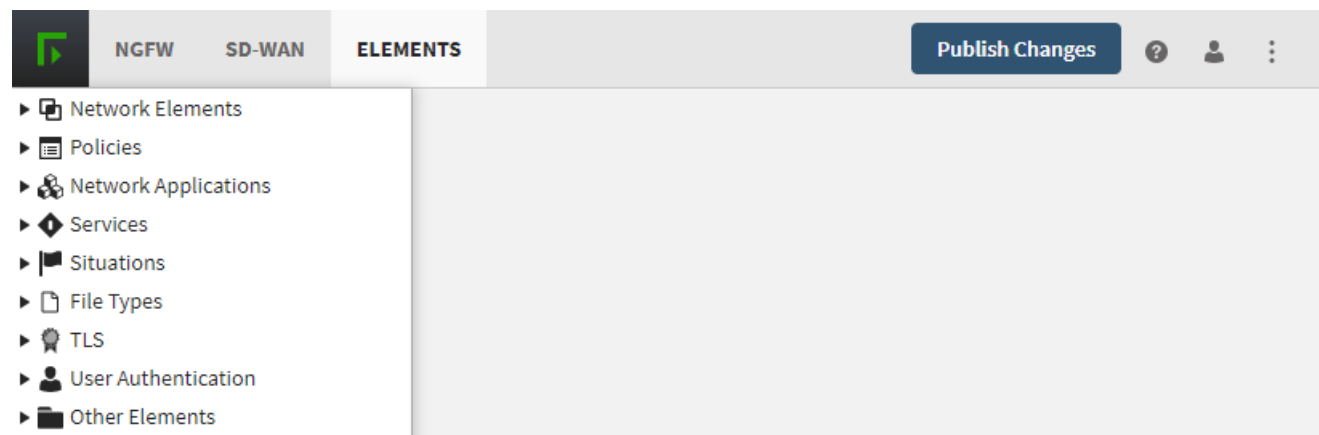 NGFW SD-WAN ELEMENTS Publish Changes
Network Elements
Policies
Network Applications
Services
Situations
File Types
TLS
User Authentication
Other Elements